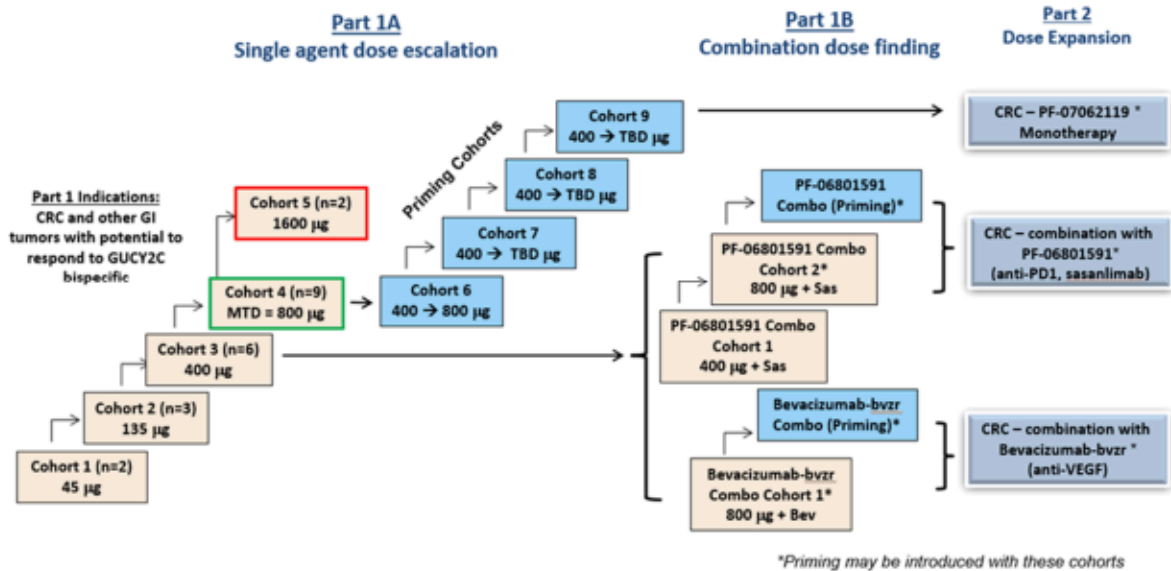 Part 1A
Single agent dose escalation
Part 1B
Combination dose finding
Part 2
Dose Expansion
Part 1 Indications:
CRC and other GI
tumors with potential to
respond to GUCY2C
bispecific
Cohort 1 (n=2)
45 µg
Cohort 2 (n=3)
135 µg
Cohort 3 (n=6)
400 µg
Cohort 4 (n=9)
MTD = 800 µg
Cohort 5 (n=2)
1600 µg
Priming Cohorts
Cohort 6
400 → 800 µg
Cohort 7
400 → TBD µg
Cohort 8
400 → TBD µg
Cohort 9
400 → TBD µg
PF-06801591
Combo (Priming)*
PF-06801591 Combo
Cohort 2*
800 µg + Sas
PF-06801591 Combo
Cohort 1
400 µg + Sas
Bevacizumab-bvzr
Combo (Priming)*
Bevacizumab-bvzr
Combo Cohort 1*
800 µg + Bev
CRC – PF-07062119 *
Monotherapy
CRC – combination with
PF-06801591*
(anti-PD1, sasanlimab)
CRC – combination with
Bevacizumab-bvzr *
(anti-VEGF)
*Priming may be introduced with these cohorts